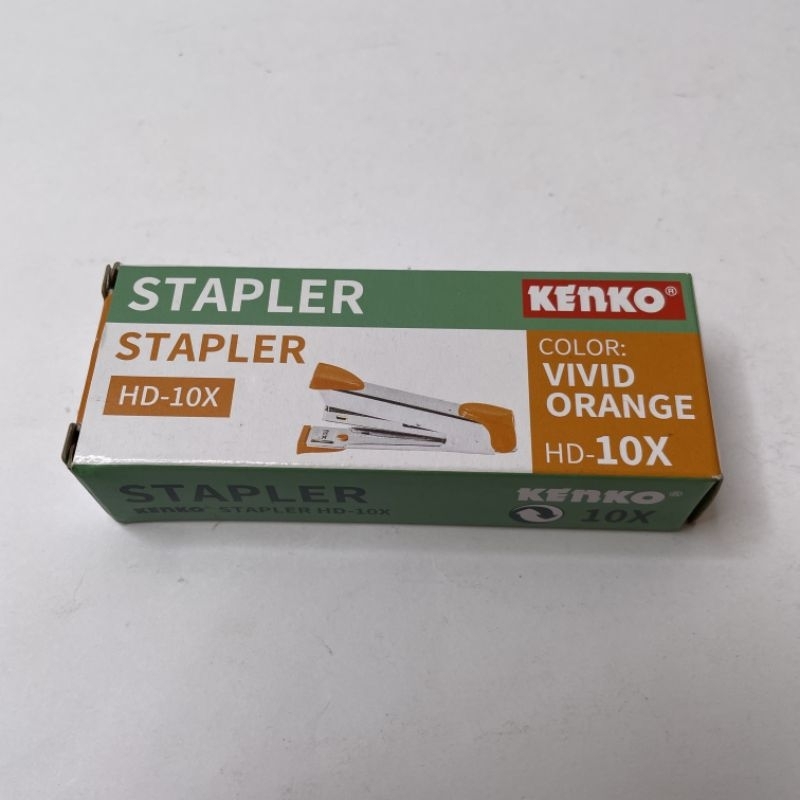 STAPLER
KENKO®
STAPLER
HD-10X
COLOR:
VIVID
ORANGE
HD-10X
STAPLER
KENKO STAPLER HD-10X
KENKO®
10X